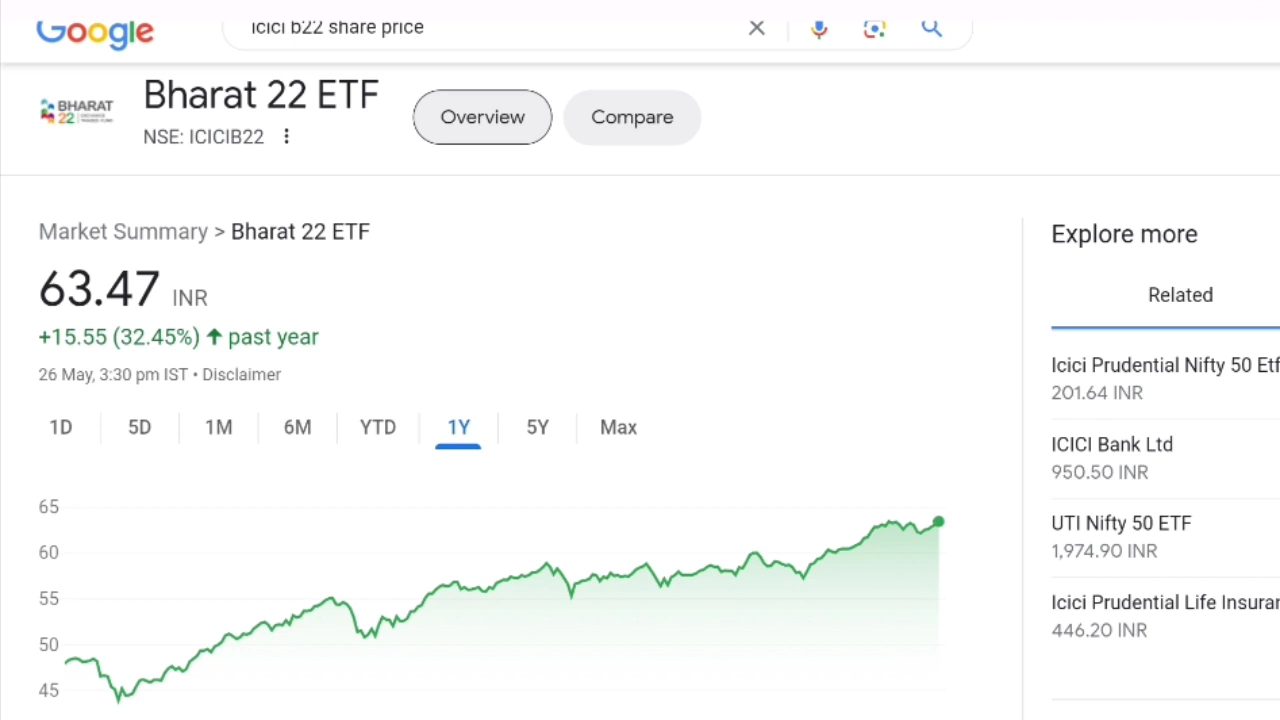 Google
icici b22 share price
BHARAT
22
Bharat 22 ETF
NSE: ICICIB22
Overview
Compare
Market Summary > Bharat 22 ETF
63.47 INR
+15.55 (32.45%) ↑ past year
26 May, 3:30 pm IST • Disclaimer
1D 5D 1M 6M YTD 1Y 5Y Max
65
60
55
50
45
Explore more
Related
Icici Prudential Nifty 50 Etf
201.64 INR
ICICI Bank Ltd
950.50 INR
UTI Nifty 50 ETF
1,974.90 INR
Icici Prudential Life Insuran
446.20 INR